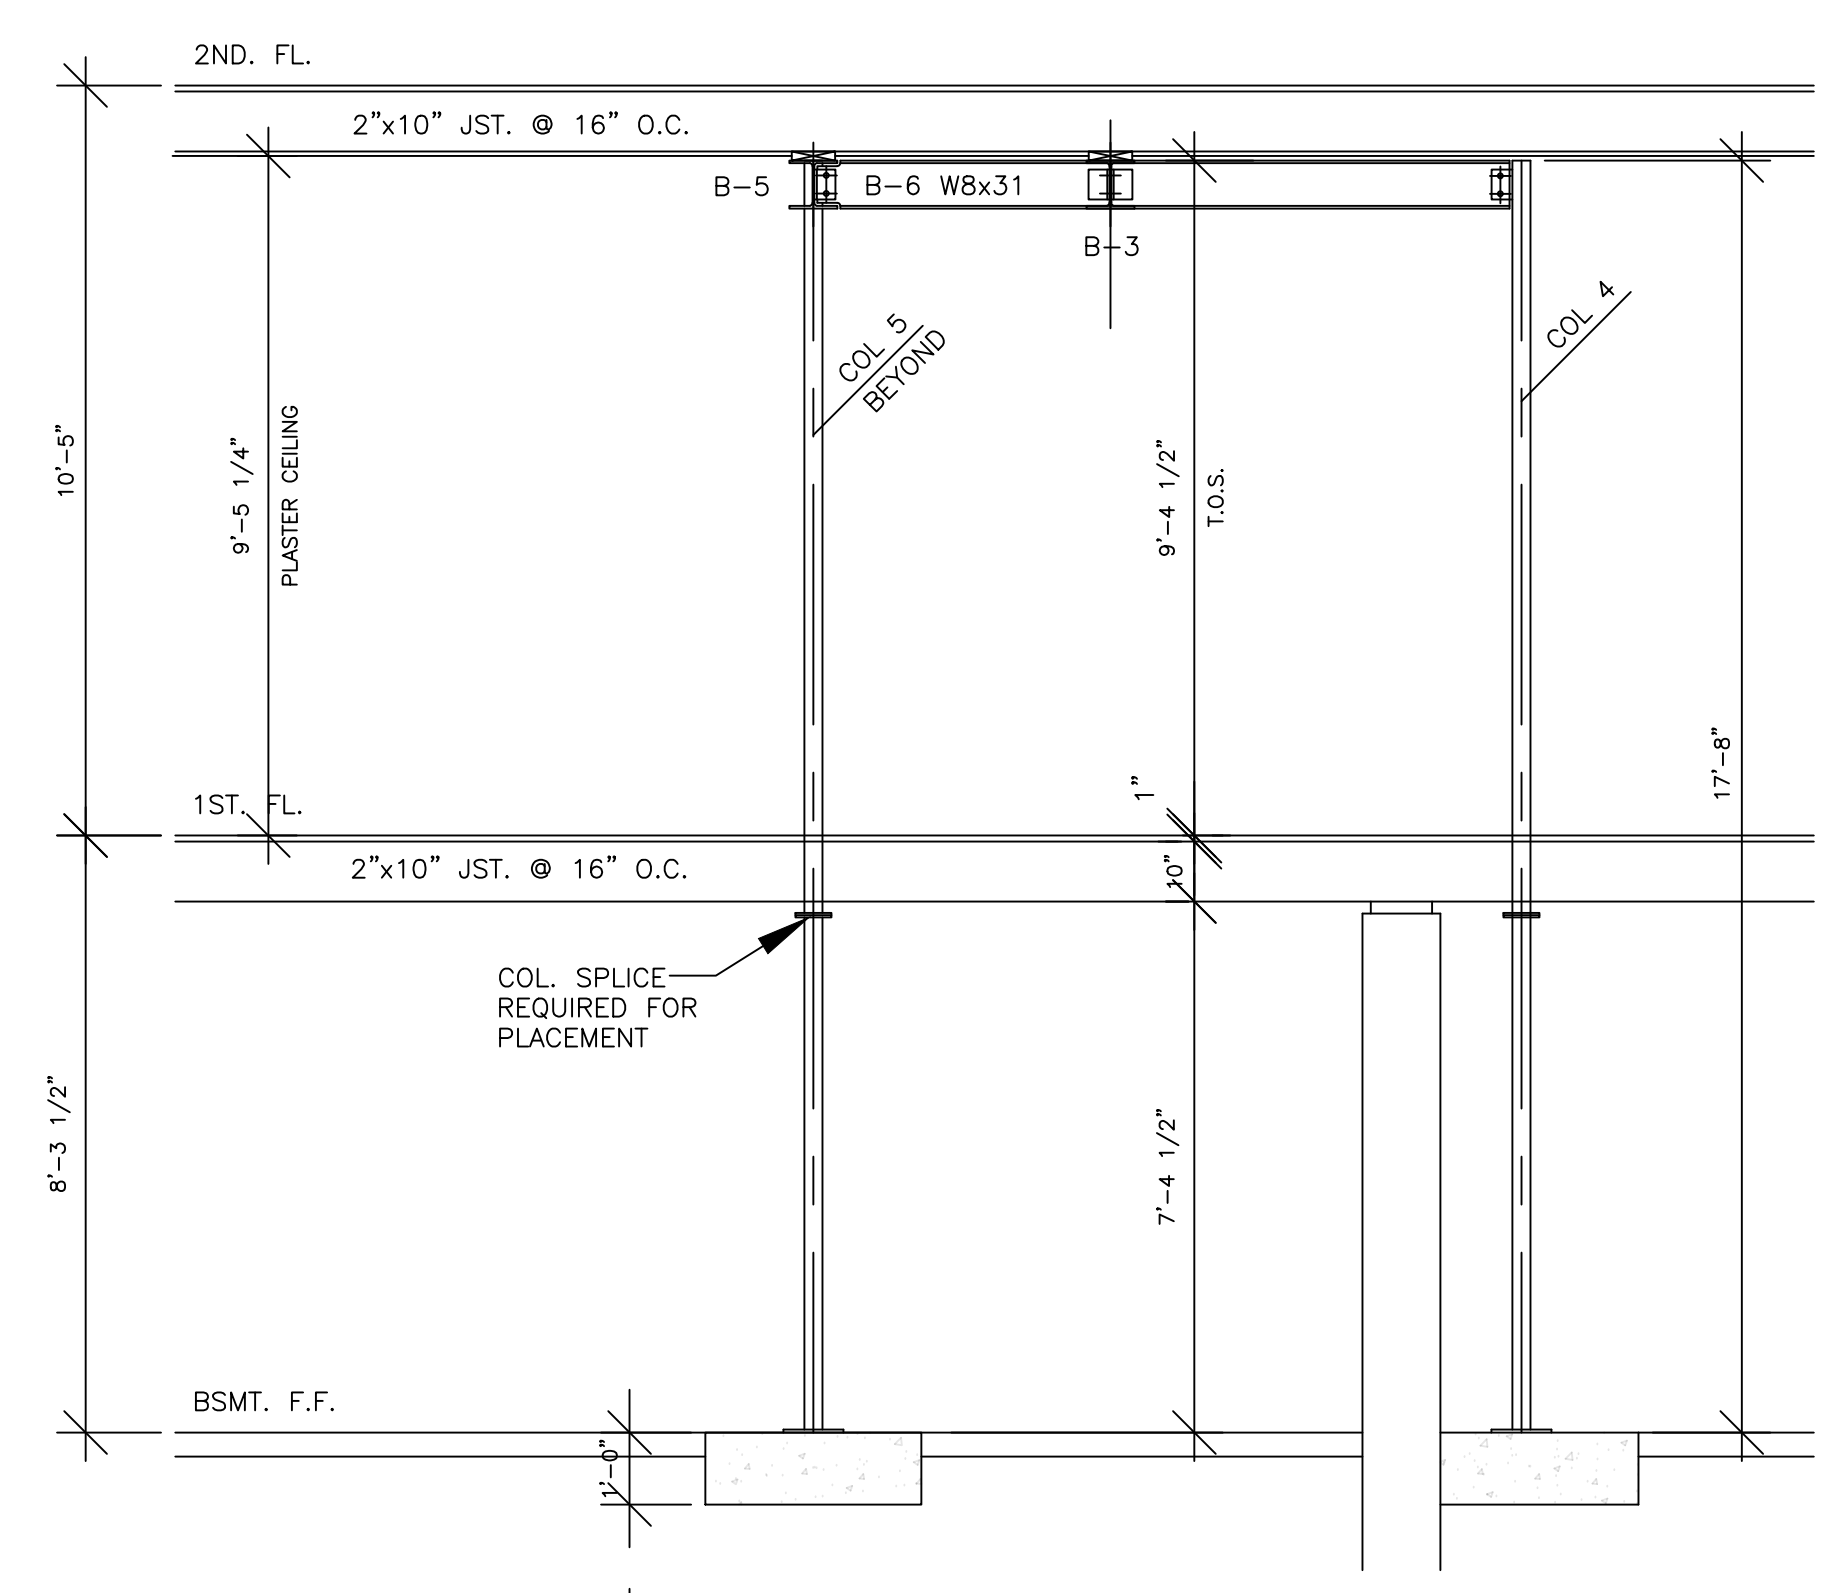 2ND. FL.
2”x10” JST. @ 16” O.C.
B-5
B-6 W8x31
B-3
COL 5
BEYOND
COL 4
10'-5”
9'-5 1/4”
PLASTER CEILING
9'-4 1/2”
T.O.S.
17'-8”
1”
1ST. FL.
2”x10” JST. @ 16” O.C.
10”
COL. SPLICE
REQUIRED FOR
PLACEMENT
8'-3 1/2”
7'-4 1/2”
BSMT. F.F.
1'-0”